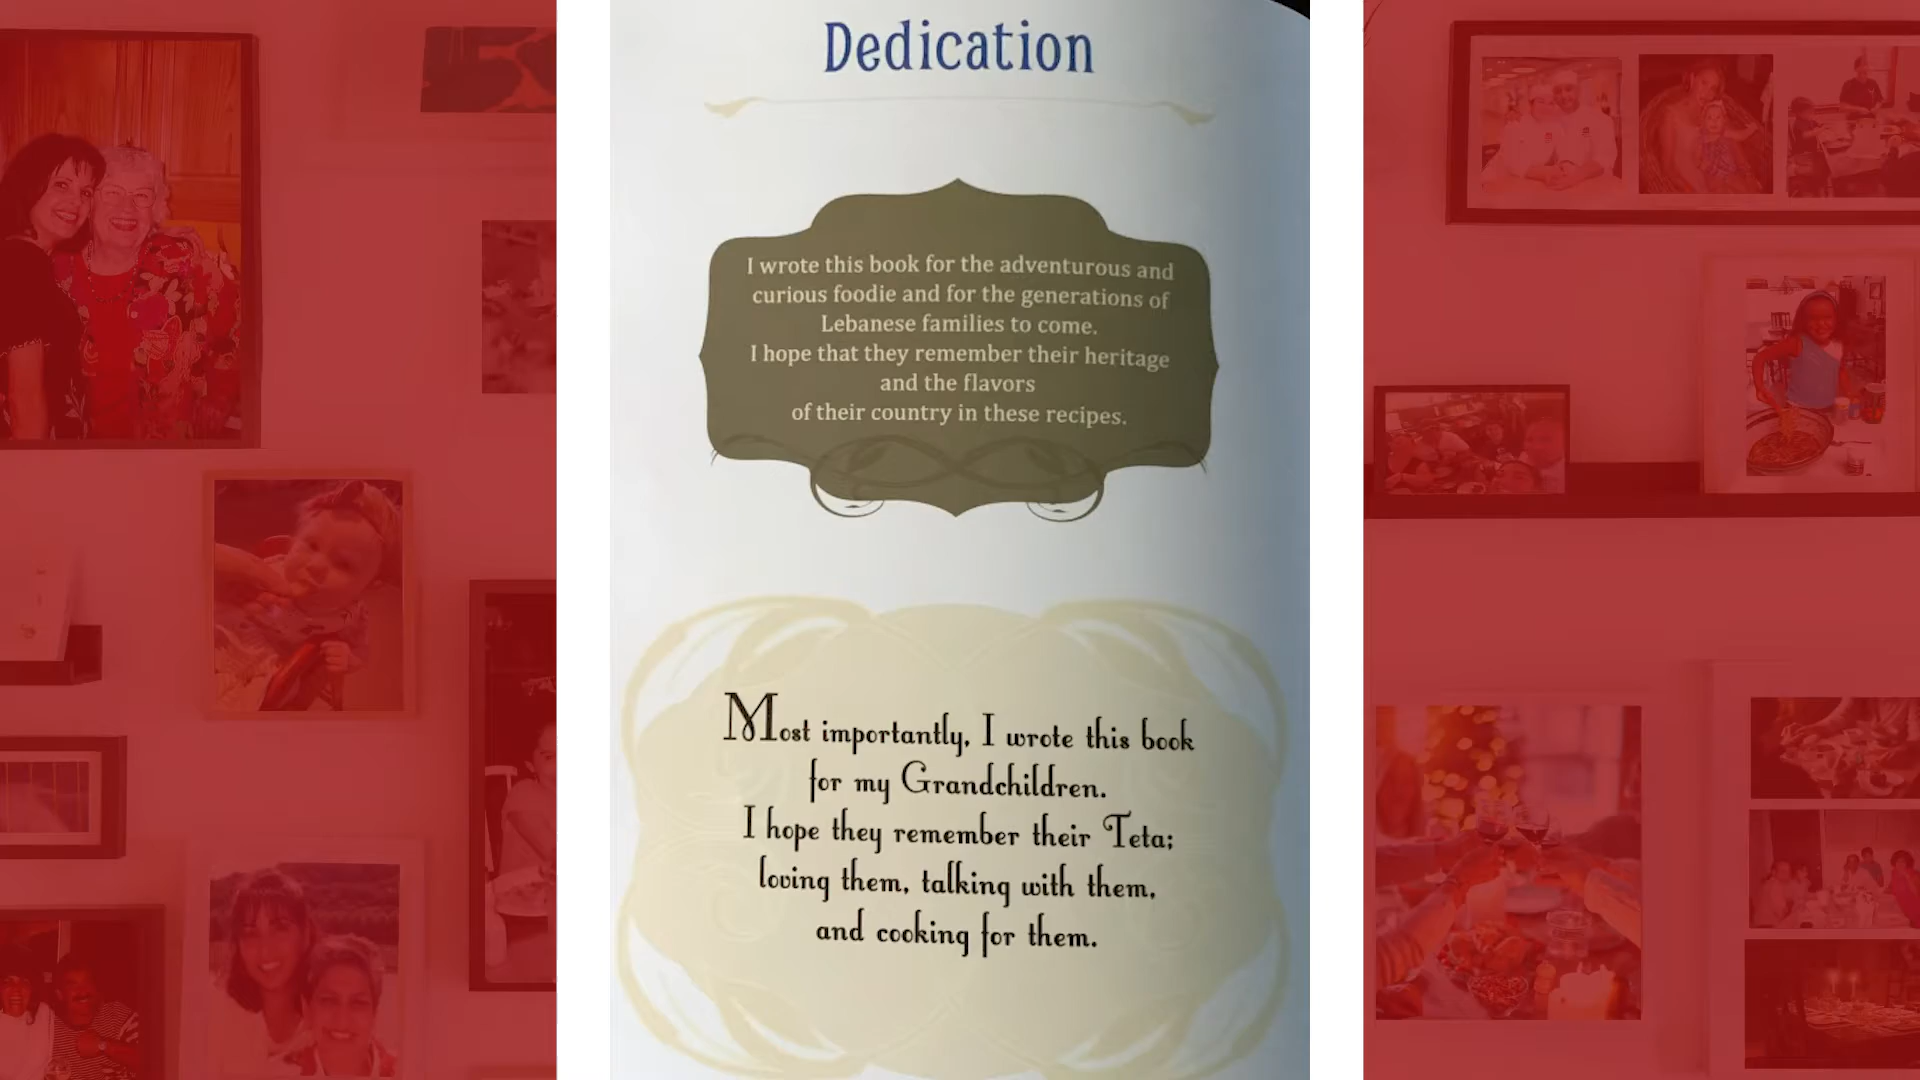 Dedication
I wrote this book for the adventurous and
curious foodie and for the generations of
Lebanese families to come.
I hope that they remember their heritage
and the flavors
of their country in these recipes.
Most importantly, I wrote this book
for my Grandchildren.
I hope they remember their Teta;
loving them, talking with them,
and cooking for them.